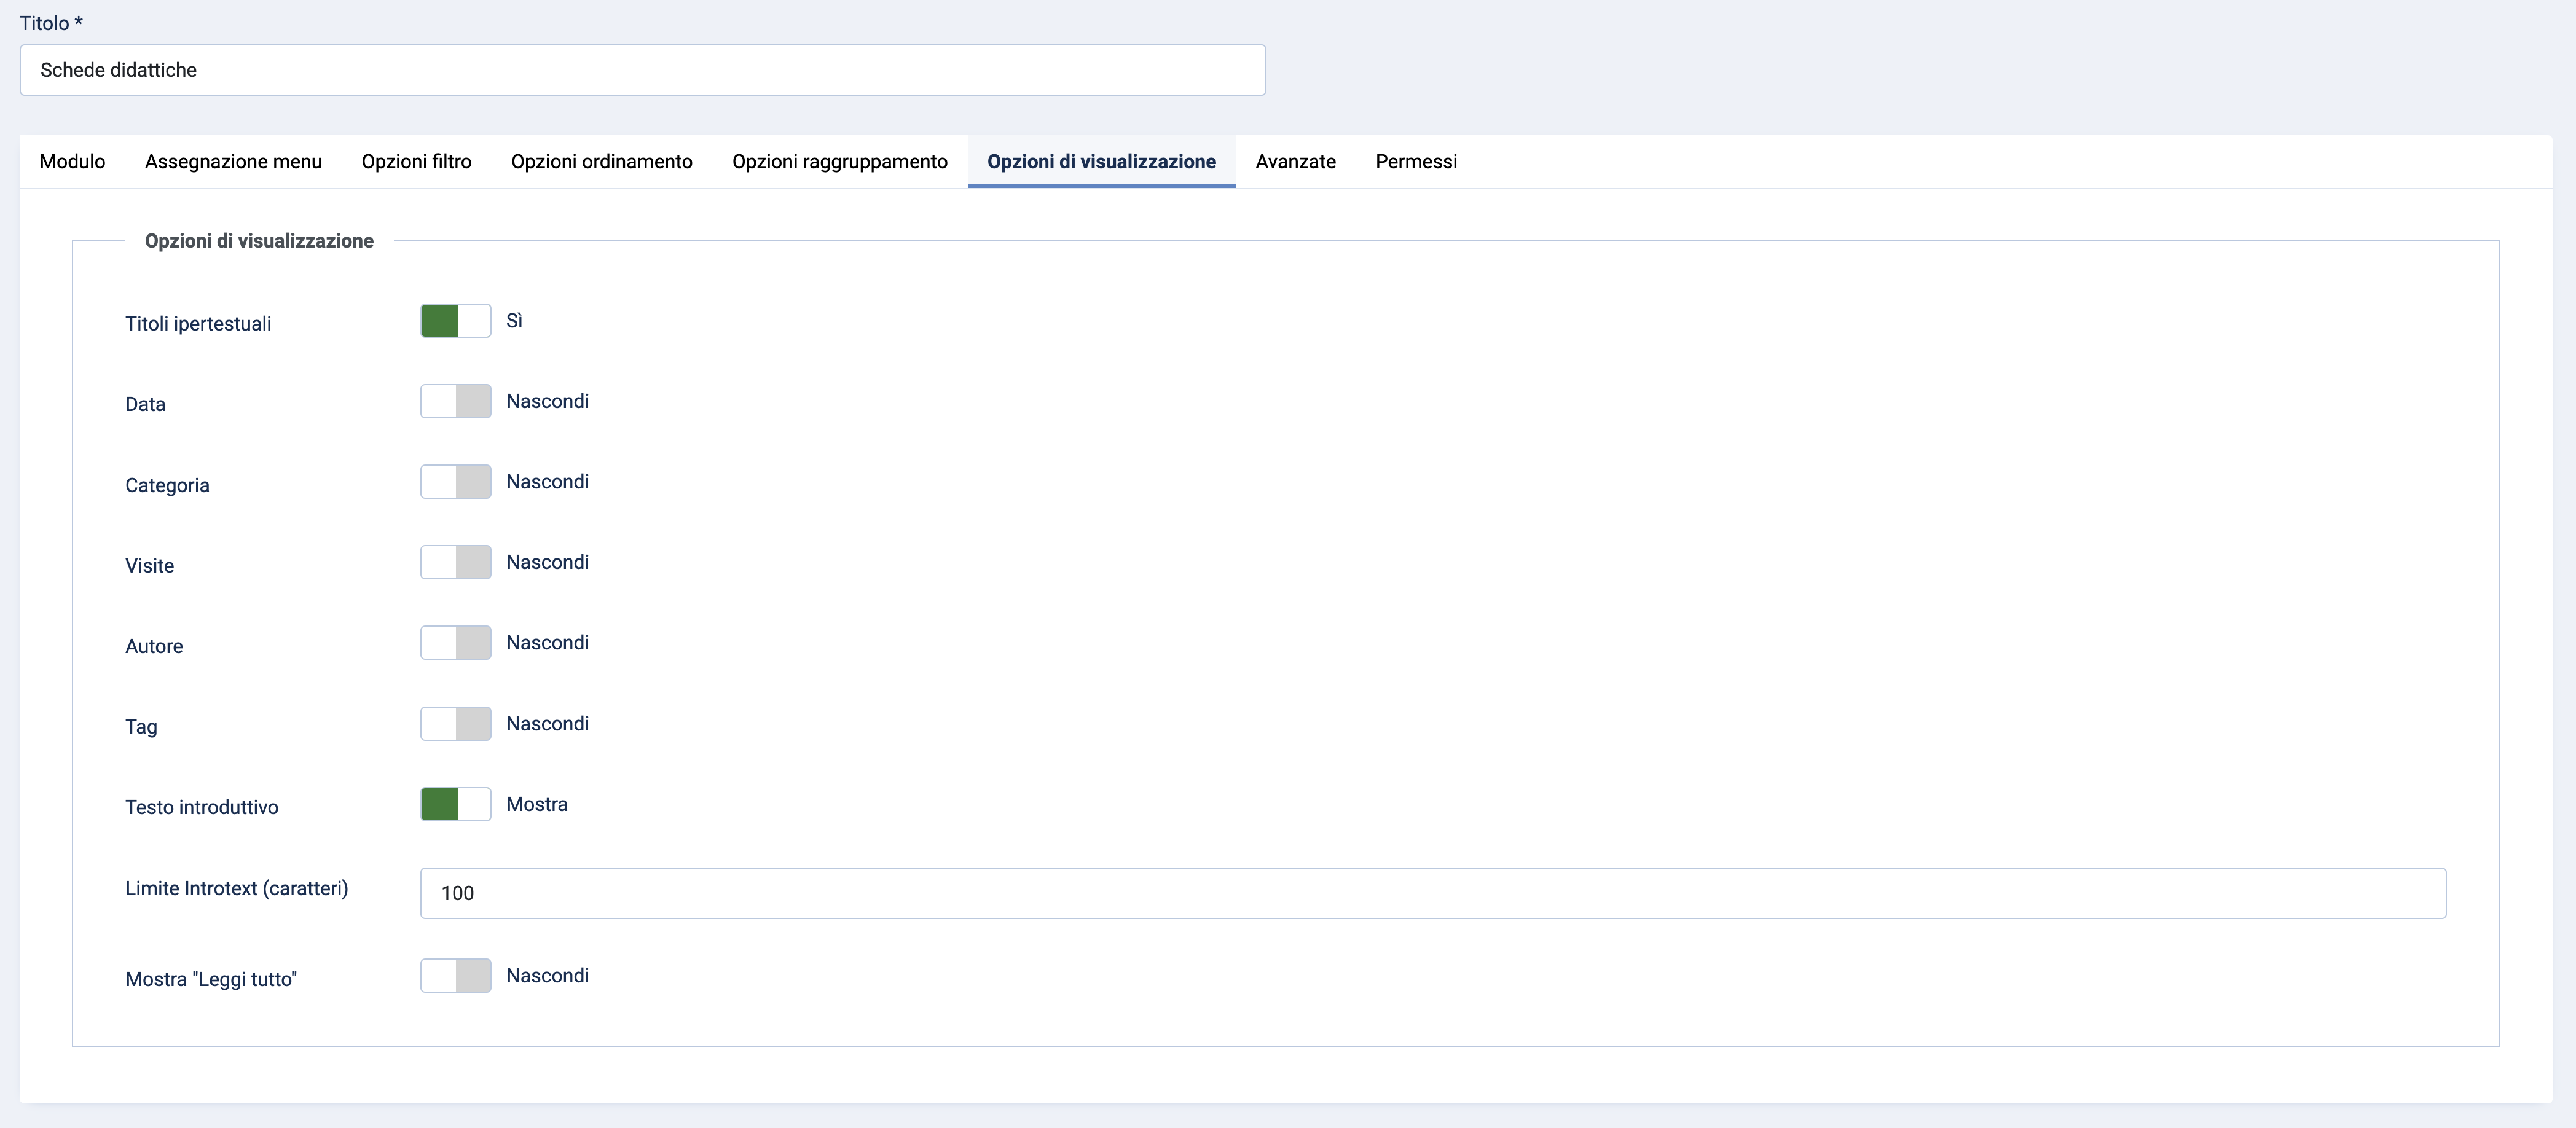 Titolo *
Schede didattiche
Modulo Assegnazione menu Opzioni filtro Opzioni ordinamento Opzioni raggruppamento Opzioni di visualizzazione Avanzate Permessi
Opzioni di visualizzazione
Titoli ipertestuali Sì
Data Nascondi
Categoria Nascondi
Visite Nascondi
Autore Nascondi
Tag Nascondi
Testo introduttivo Mostra
Limite Introtext (caratteri) 100
Mostra "Leggi tutto" Nascondi